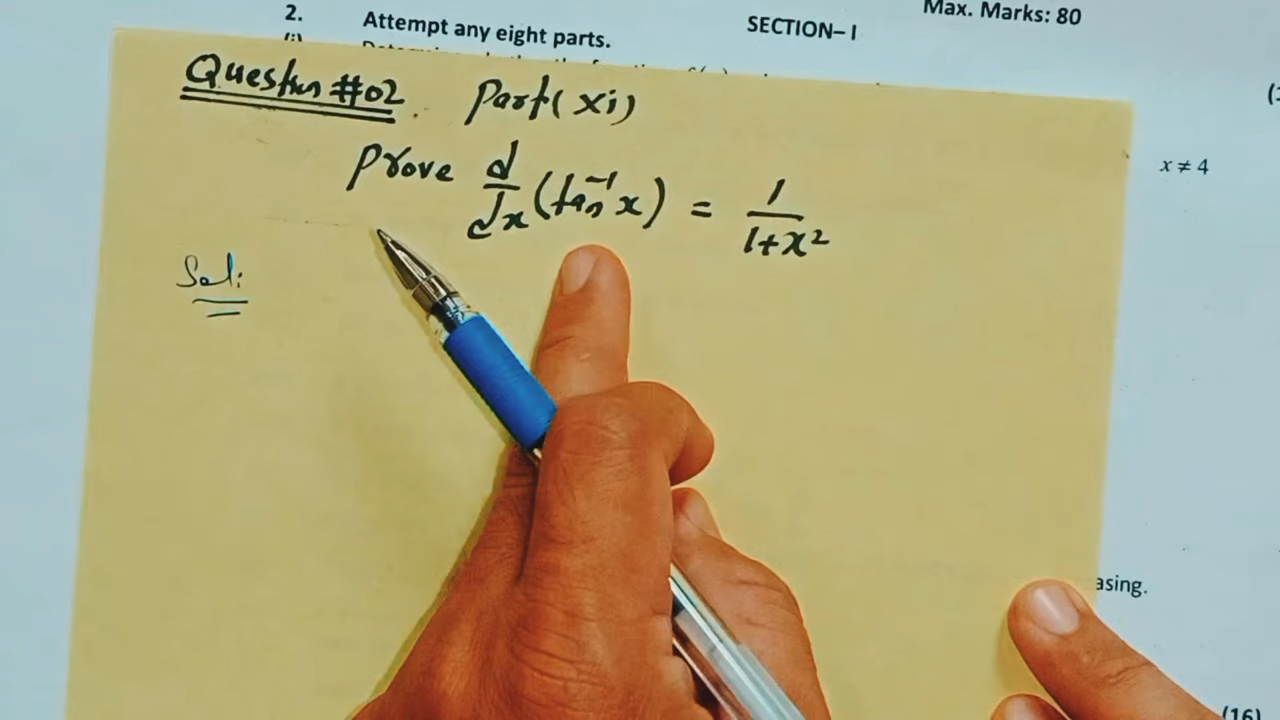 Max. Marks: 80
2. Attempt any eight parts. SECTION– I
(i)
Question #02. Part(xi)
x ≠ 4
Prove d/dx (tan⁻¹ x) = 1/1+x²
Sol:
asing.
(16)